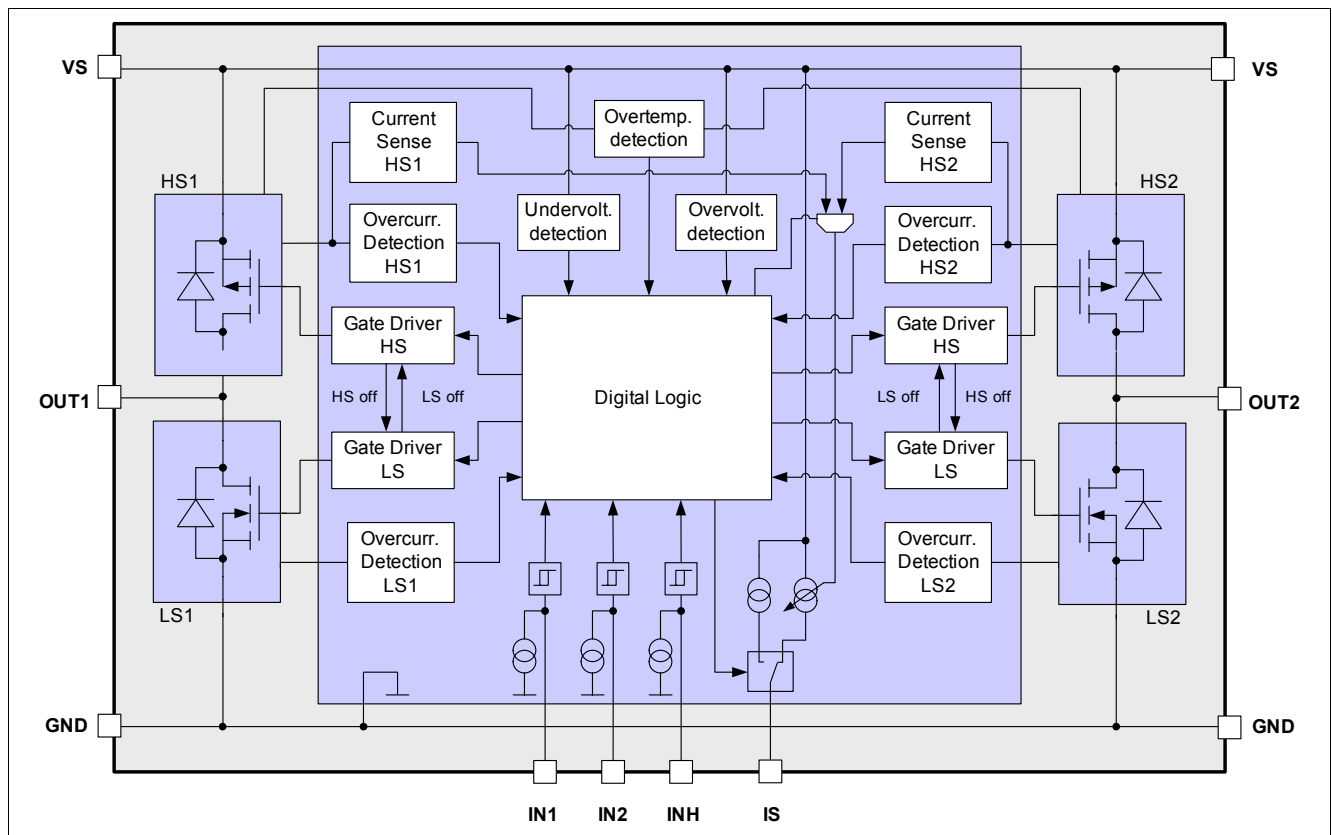 VS
VS
Current
Sense
HS1
Overtemp.
detection
Current
Sense
HS2
HS1
HS2
Undervolt.
detection
Overvolt.
detection
Overcurr.
Detection
HS1
Overcurr.
Detection
HS2
Gate Driver
HS
Gate Driver
HS
HS off
LS off
Digital Logic
LS off
HS off
OUT1
OUT2
Gate Driver
LS
Gate Driver
LS
Overcurr.
Detection
LS1
Overcurr.
Detection
LS2
LS1
LS2
GND
GND
IN1
IN2
INH
IS